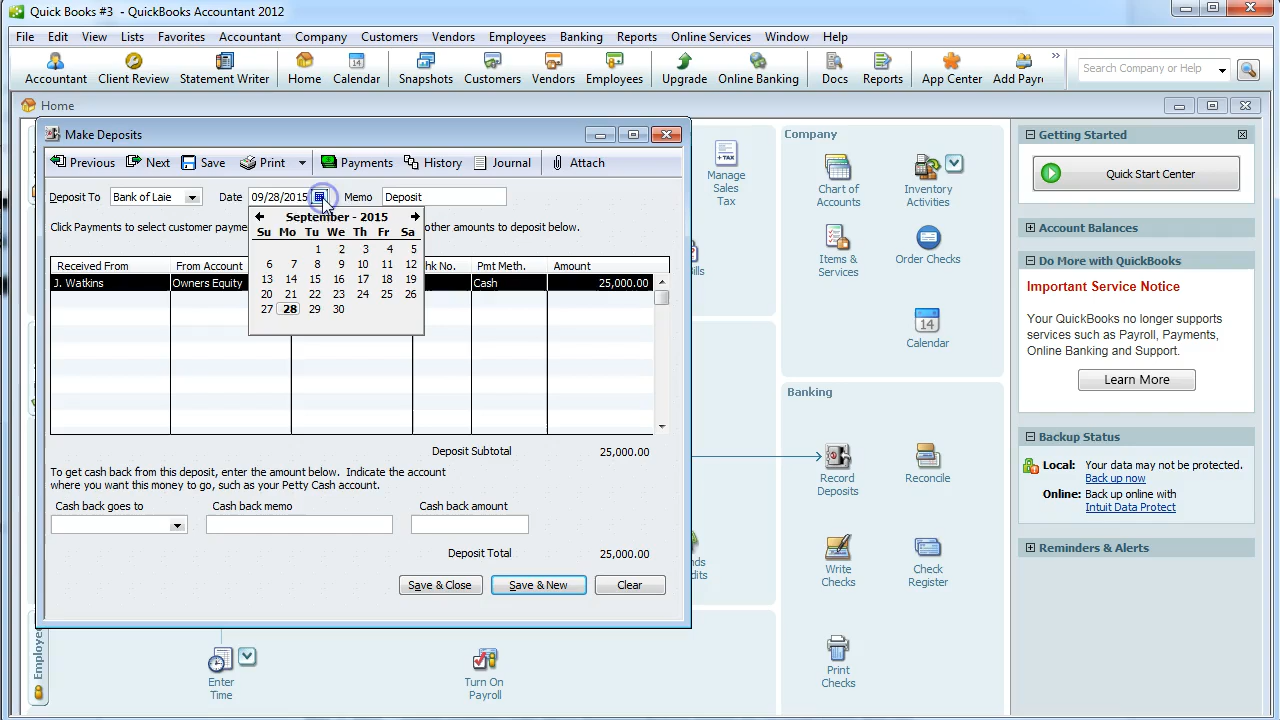 Quick Books #3 - QuickBooks Accountant 2012
File Edit View Lists Favorites Accountant Company Customers Vendors Employees Banking Reports Online Services Window Help
Accountant Client Review Statement Writer Home Calendar Snapshots Customers Vendors Employees Upgrade Online Banking Docs Reports App Center Add Payr
Search Company or Help
Home
Make Deposits
Previous Next Save Print Payments History Journal Attach
Deposit To Bank of Laie Date 09/28/2015 Memo Deposit
Click Payments to select customer payme other amounts to deposit below.
September - 2015
Su Mo Tu We Th Fr Sa
1 2 3 4 5
6 7 8 9 10 11 12
13 14 15 16 17 18 19
20 21 22 23 24 25 26
27 28 29 30
Received From From Account hk No. Pmt Meth. Amount
J. Watkins Owners Equity Cash 25,000.00
Deposit Subtotal 25,000.00
To get cash back from this deposit, enter the amount below. Indicate the account
where you want this money to go, such as your Petty Cash account.
Cash back goes to Cash back memo Cash back amount
Deposit Total 25,000.00
Save & Close Save & New Clear
Manage
Sales
Tax
ills
nds
dits
Employe
Enter
Time
Turn On
Payroll
Company
Chart of
Accounts
Inventory
Activities
Items &
Services
Order Checks
14
Calendar
Banking
Record
Deposits
Reconcile
Write
Checks
Check
Register
Print
Checks
Getting Started
Quick Start Center
Account Balances
Do More with QuickBooks
Important Service Notice
Your QuickBooks no longer supports
services such as Payroll, Payments,
Online Banking and Support.
Learn More
Backup Status
Local: Your data may not be protected.
Back up now
Online: Back up online with
Intuit Data Protect
Reminders & Alerts
+ TAX